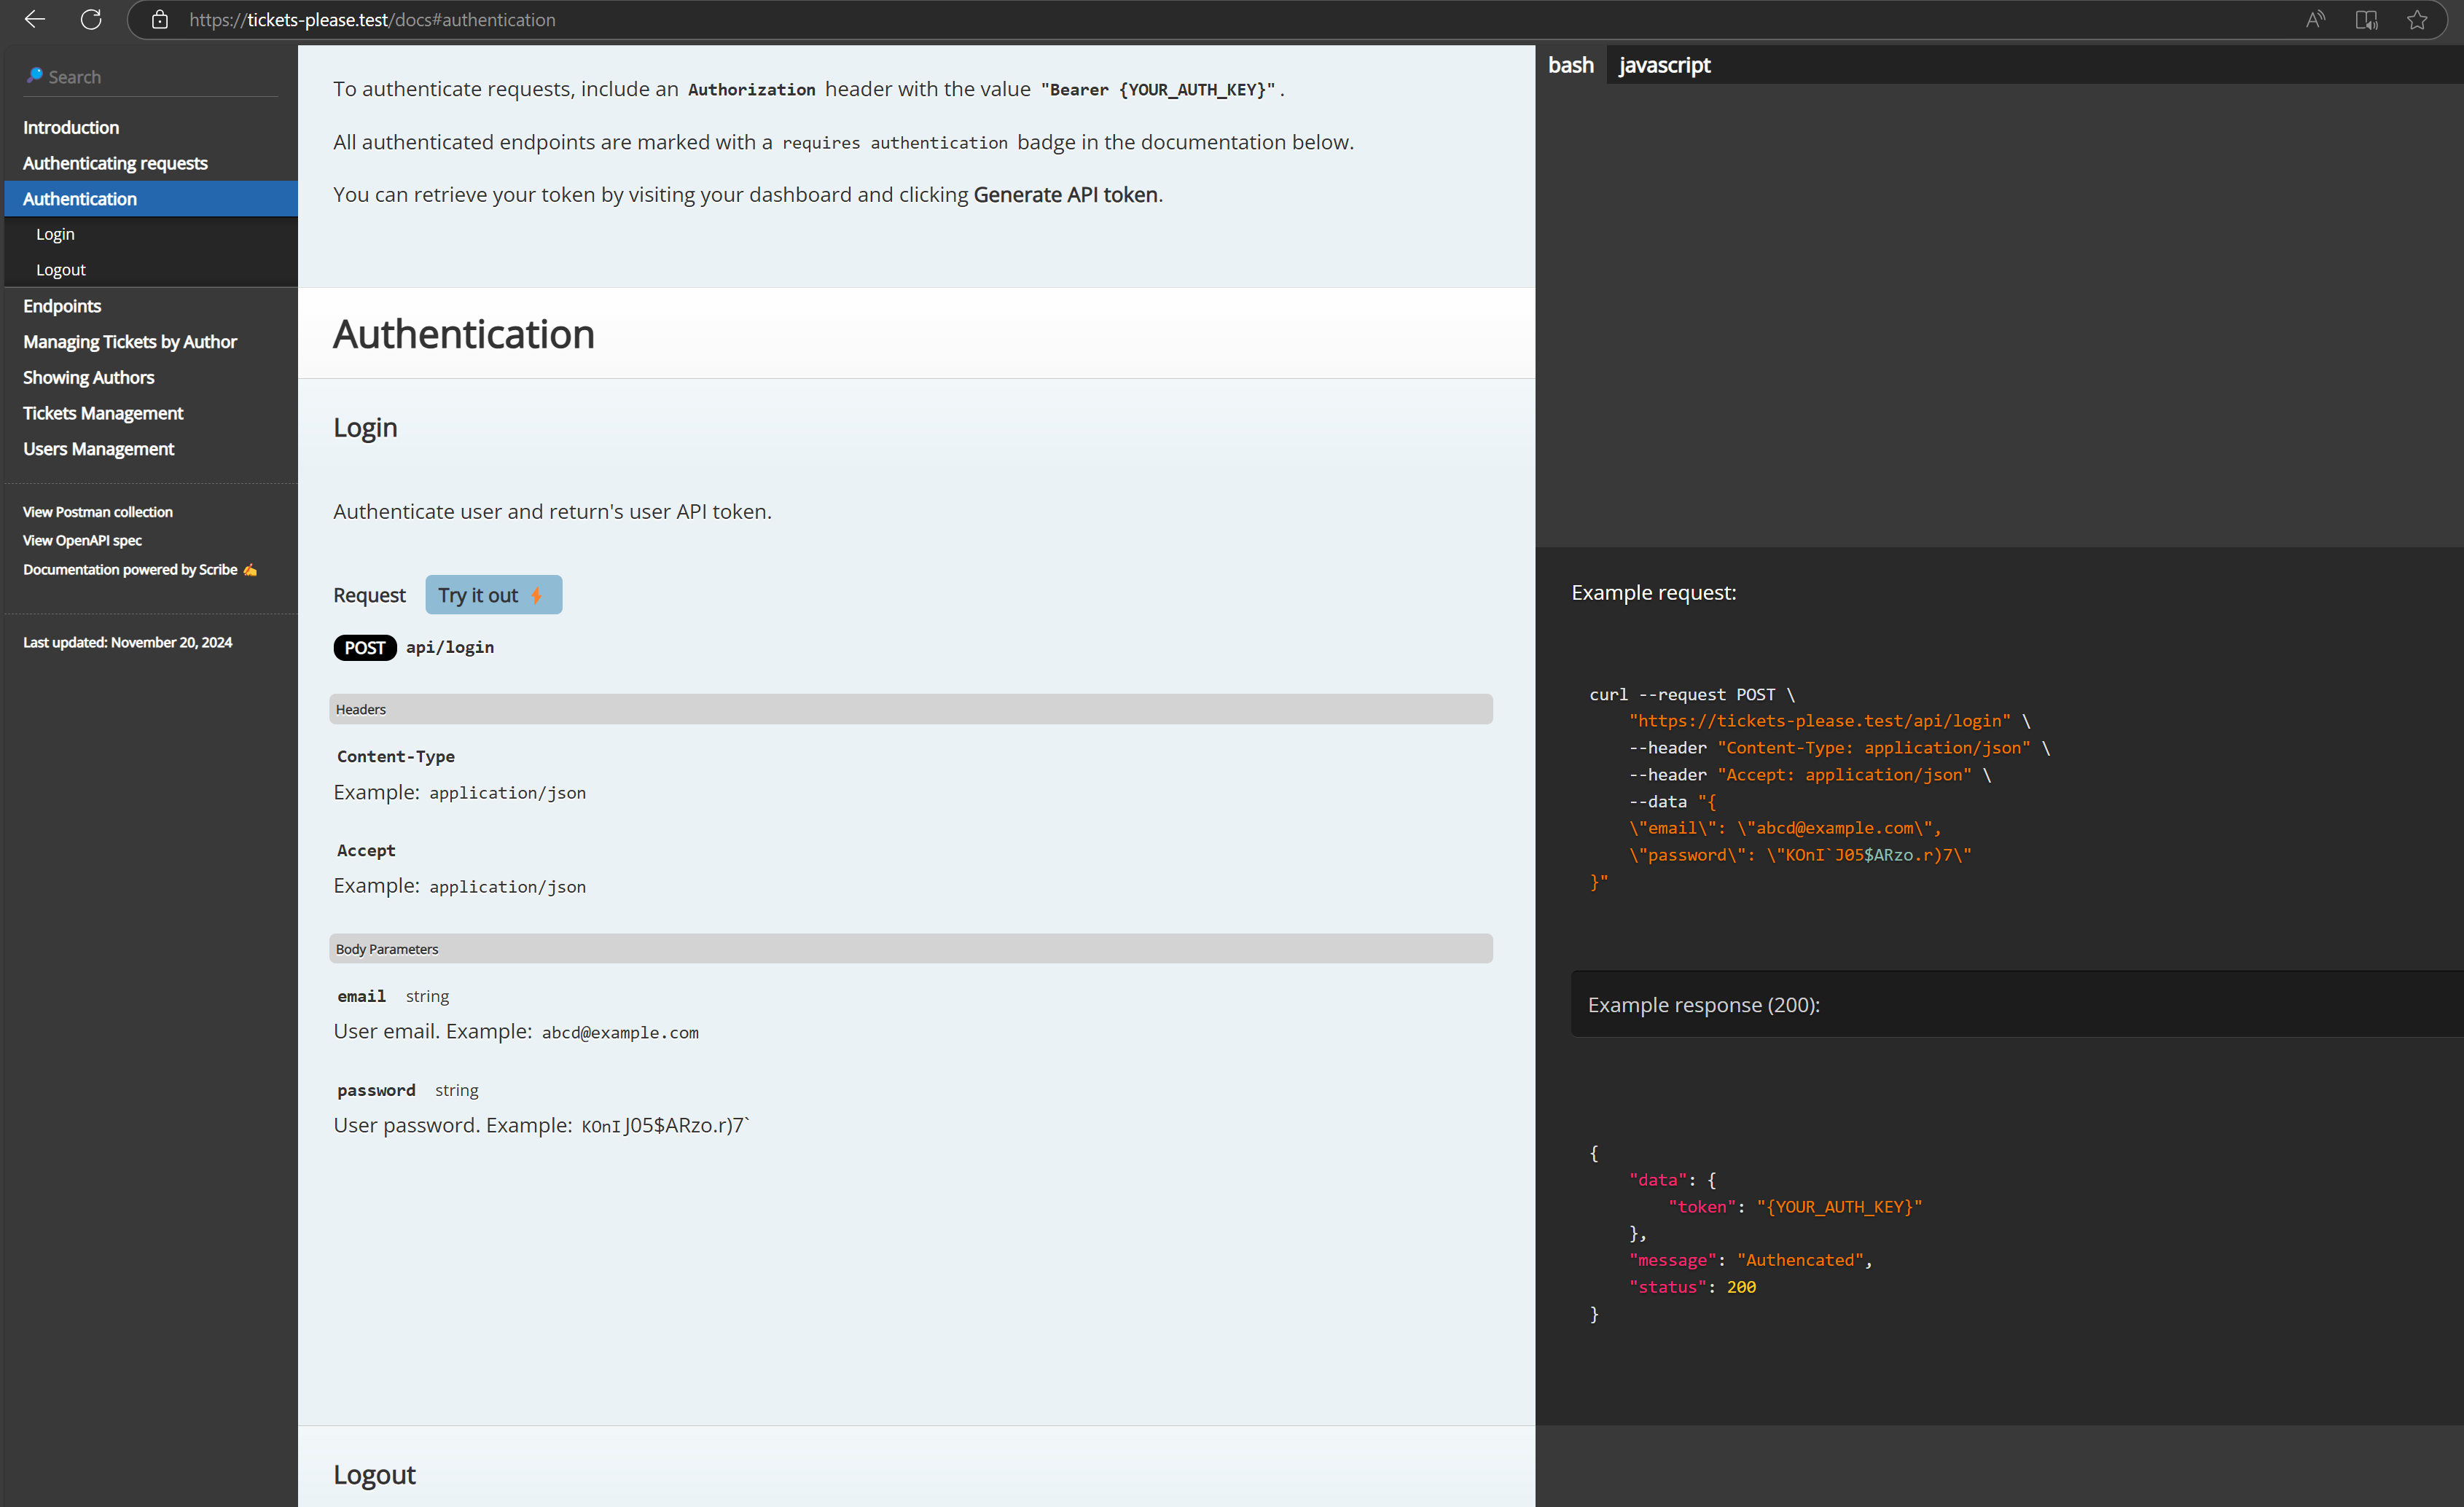 https://tickets-please.test/docs#authentication
Search
Introduction
Authenticating requests
Authentication
Login
Logout
Endpoints
Managing Tickets by Author
Showing Authors
Tickets Management
Users Management
View Postman collection
View OpenAPI spec
Documentation powered by Scribe ✍
Last updated: November 20, 2024
To authenticate requests, include an Authorization header with the value "Bearer {YOUR_AUTH_KEY}".
All authenticated endpoints are marked with a requires authentication badge in the documentation below.
You can retrieve your token by visiting your dashboard and clicking Generate API token.
Authentication
Login
Authenticate user and return's user API token.
Request Try it out ⚡
POST api/login
Headers
Content-Type
Example: application/json
Accept
Example: application/json
Body Parameters
email string
User email. Example: abcd@example.com
password string
User password. Example: KOnIJ05$ARzo.r)7`
Logout
bash javascript
Example request:
curl --request POST \
"https://tickets-please.test/api/login" \
--header "Content-Type: application/json" \
--header "Accept: application/json" \
--data "{
\"email\": \"abcd@example.com\",
\"password\": \"KOnI`J05$ARzo.r)7\"
}"
Example response (200):
{
"data": {
"token": "{YOUR_AUTH_KEY}"
},
"message": "Authencated",
"status": 200
}